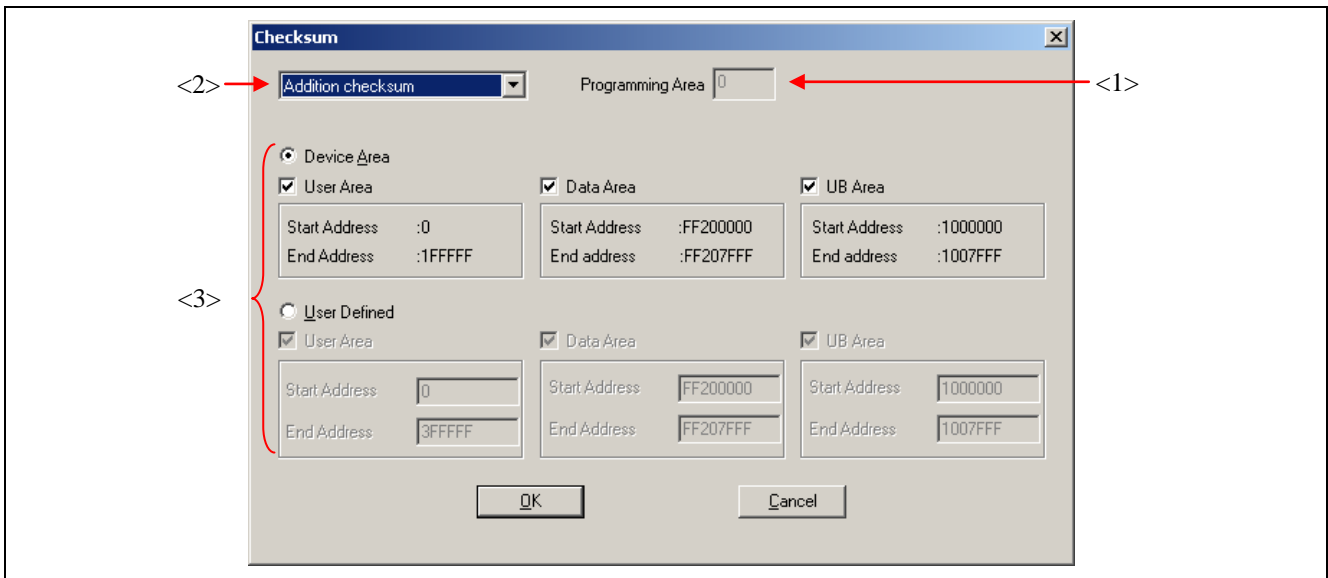 Checksum
<2> Addition checksum Programming Area 0 <1>
Device Area
User Area Data Area UB Area
Start Address :0 Start Address :FF200000 Start Address :1000000
End Address :1FFFFF End address :FF207FFF End address :1007FFF
<3>
User Defined
User Area Data Area UB Area
Start Address 0 Start Address FF200000 Start Address 1000000
End Address 3FFFFF End Address FF207FFF End Address 1007FFF
OK Cancel